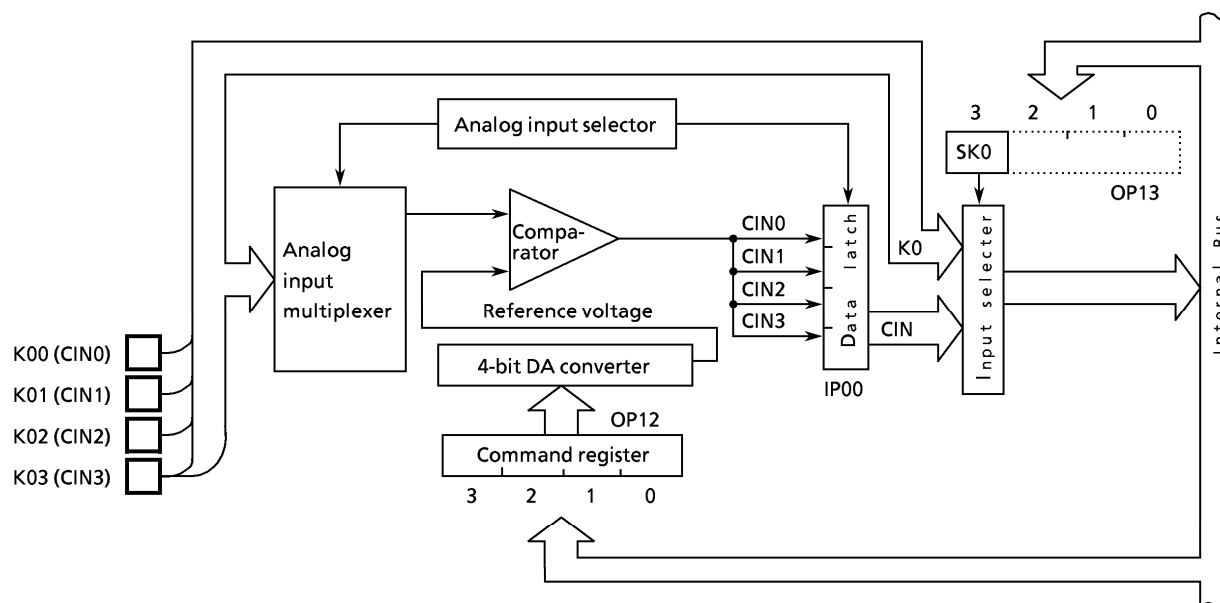 3 2 1 0
Analog input selector
SK0
OP13
Analog
input
multiplexer
Compa-
rator
CIN0
CIN1
CIN2
CIN3
Data latch
K0
CIN
Input selecter
Internal Bus
Reference voltage
K00 (CIN0)
K01 (CIN1)
K02 (CIN2)
K03 (CIN3)
4-bit DA converter
IP00
OP12
Command register
3 2 1 0